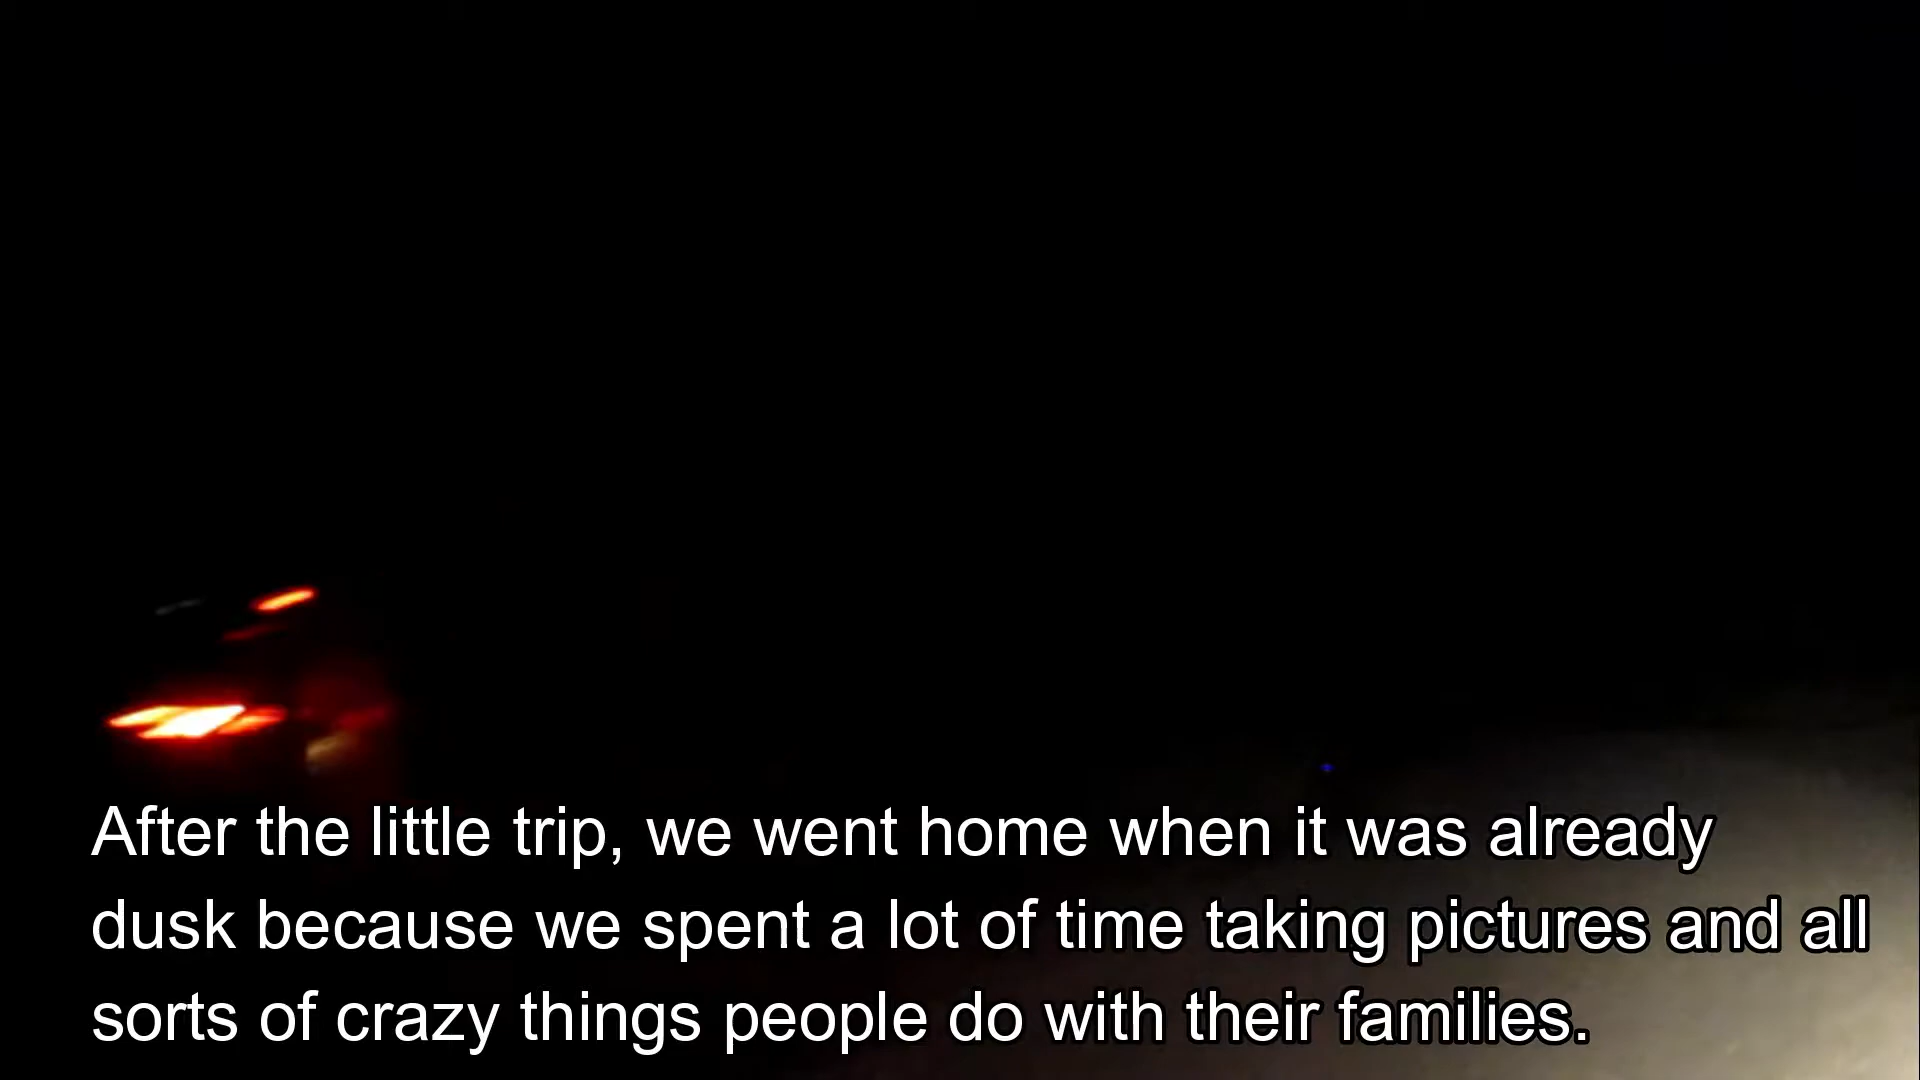 After the little trip, we went home when it was already
dusk because we spent a lot of time taking pictures and all
sorts of crazy things people do with their families.